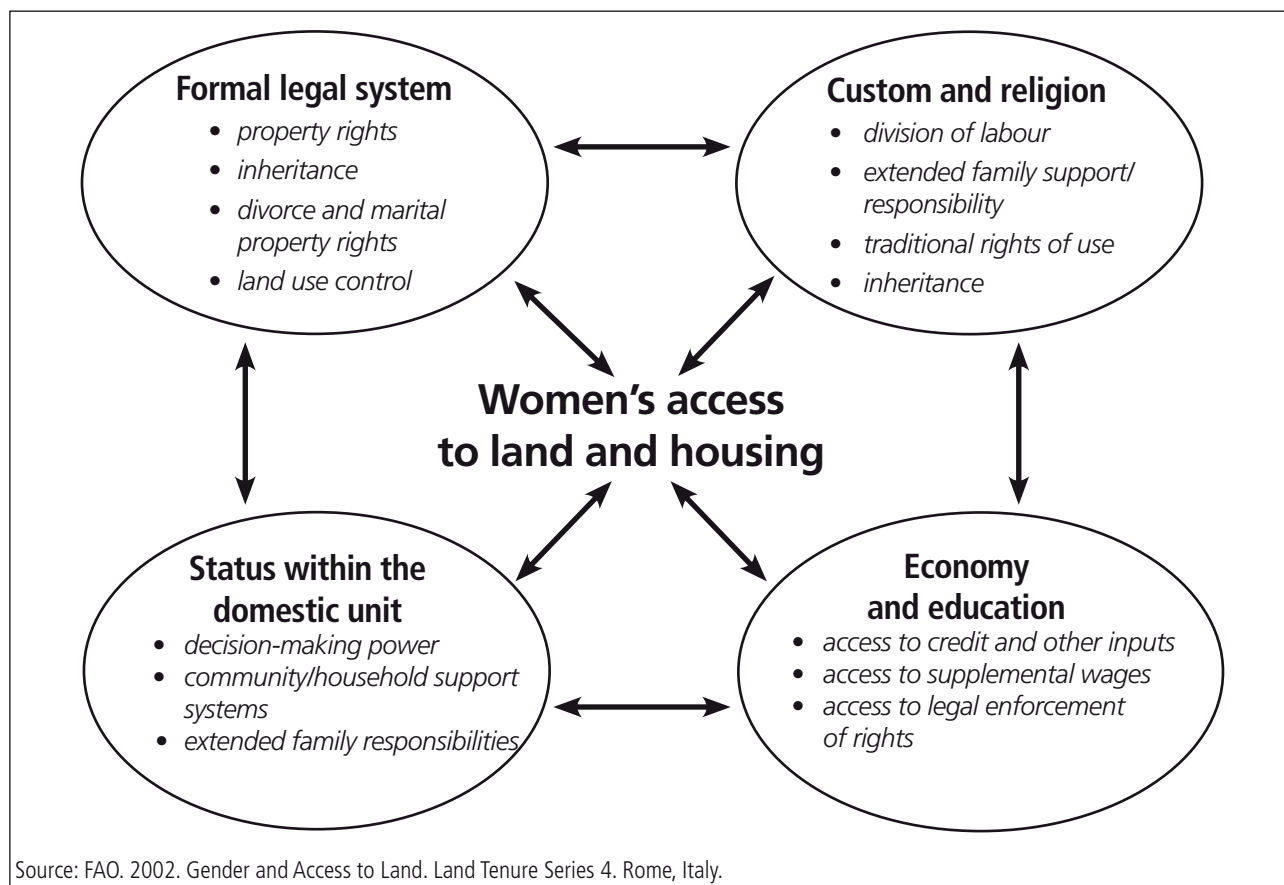 Formal legal system
• property rights
• inheritance
• divorce and marital
property rights
• land use control
Custom and religion
• division of labour
• extended family support/
responsibility
• traditional rights of use
• inheritance
Women's access
to land and housing
Status within the
domestic unit
• decision-making power
• community/household support
systems
• extended family responsibilities
Economy
and education
• access to credit and other inputs
• access to supplemental wages
• access to legal enforcement
of rights
Source: FAO. 2002. Gender and Access to Land. Land Tenure Series 4. Rome, Italy.